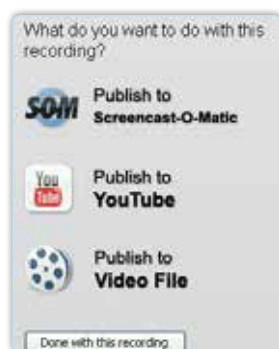 What do you want to do with this
recording?
SOM
Publish to
Screencast-O-Matic
You
Tube
Publish to
YouTube
Publish to
Video File
Done with this recording